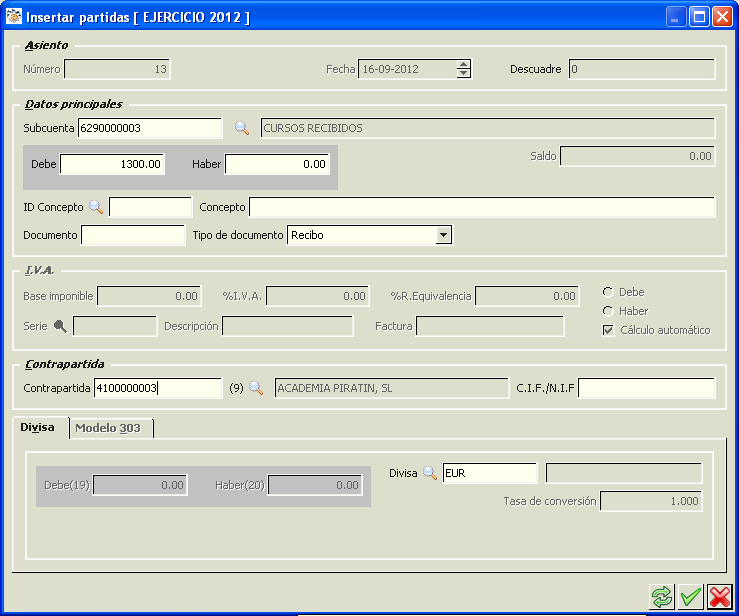 Insertar partidas [ EJERCICIO 2012 ]
Asiento
Número 13 Fecha 16-09-2012 Descuadre 0
Datos principales
Subcuenta 6290000003 CURSOS RECIBIDOS
Debe 1300.00 Haber 0.00 Saldo 0.00
ID Concepto Concepto
Documento Tipo de documento Recibo
I.V.A.
Base imponible 0.00 %I.V.A. 0.00 %R.Equivalencia 0.00 Debe
Haber
Serie Descripción Factura Cálculo automático
Contrapartida
Contrapartida 4100000003 (9) ACADEMIA PIRATIN, SL C.I.F./N.I.F
Divisa Modelo 303
Debe(19) 0.00 Haber(20) 0.00 Divisa EUR
Tasa de conversión 1.000